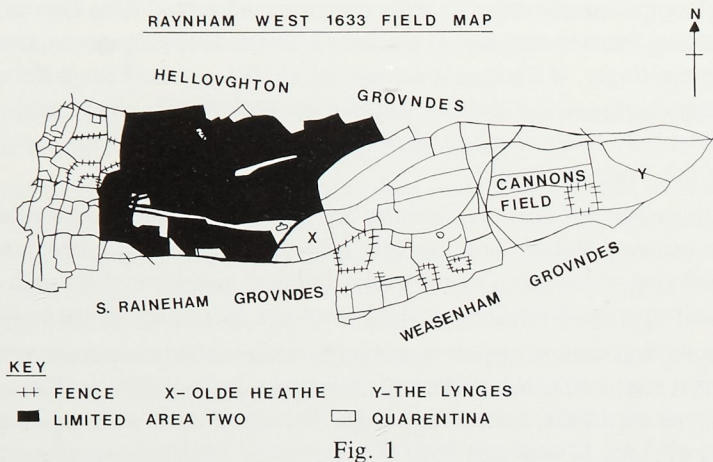 RAYNHAM WEST 1633 FIELD MAP
N
HELLOVGHTON GROVNDES
CANNONS
FIELD
Y
X
S. RAINEHAM GROVNDES
WEASENHAM GROVNDES
KEY
FENCE X-OLDE HEATHE Y-THE LYNGES
LIMITED AREA TWO QUARENTINA
Fig. 1